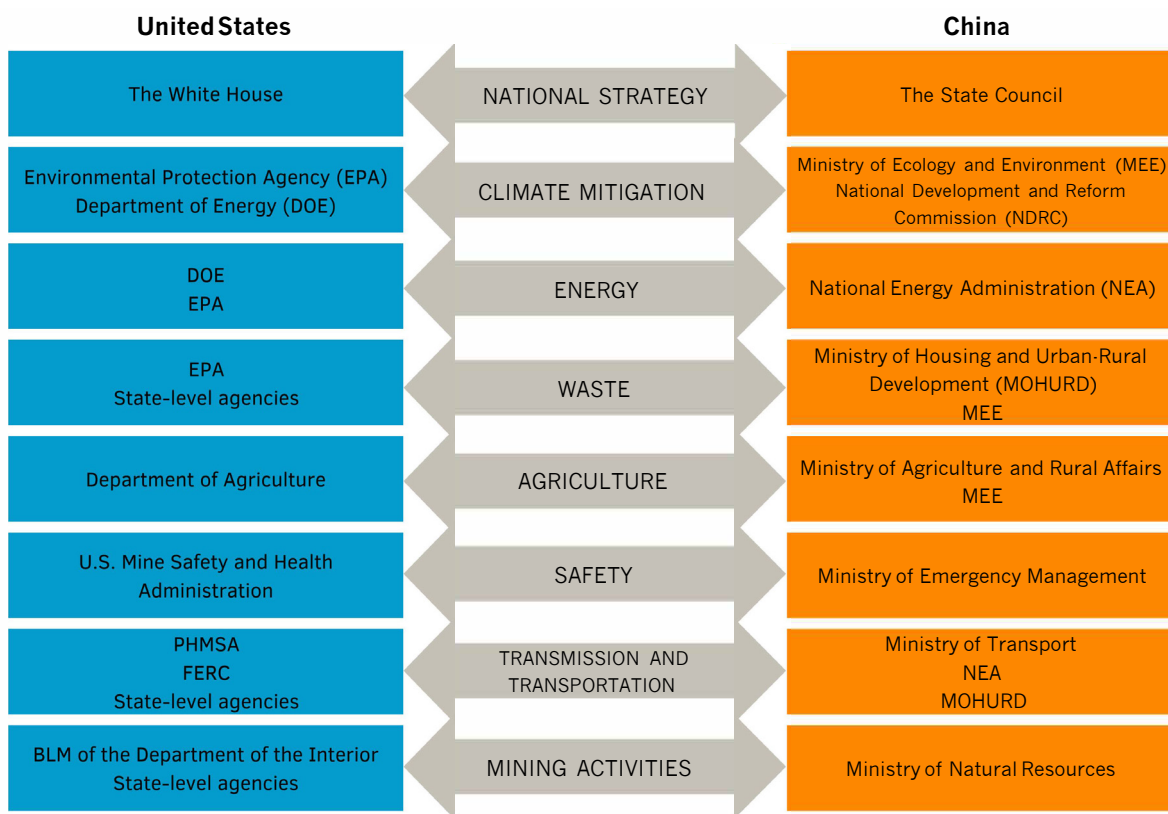 United States
China
The White House
NATIONAL STRATEGY
The State Council
Environmental Protection Agency (EPA)
Department of Energy (DOE)
CLIMATE MITIGATION
Ministry of Ecology and Environment (MEE)
National Development and Reform
Commission (NDRC)
DOE
EPA
ENERGY
National Energy Administration (NEA)
EPA
State-level agencies
WASTE
Ministry of Housing and Urban-Rural
Development (MOHURD)
MEE
Department of Agriculture
AGRICULTURE
Ministry of Agriculture and Rural Affairs
MEE
U.S. Mine Safety and Health
Administration
SAFETY
Ministry of Emergency Management
PHMSA
FERC
State-level agencies
TRANSMISSION AND
TRANSPORTATION
Ministry of Transport
NEA
MOHURD
BLM of the Department of the Interior
State-level agencies
MINING ACTIVITIES
Ministry of Natural Resources